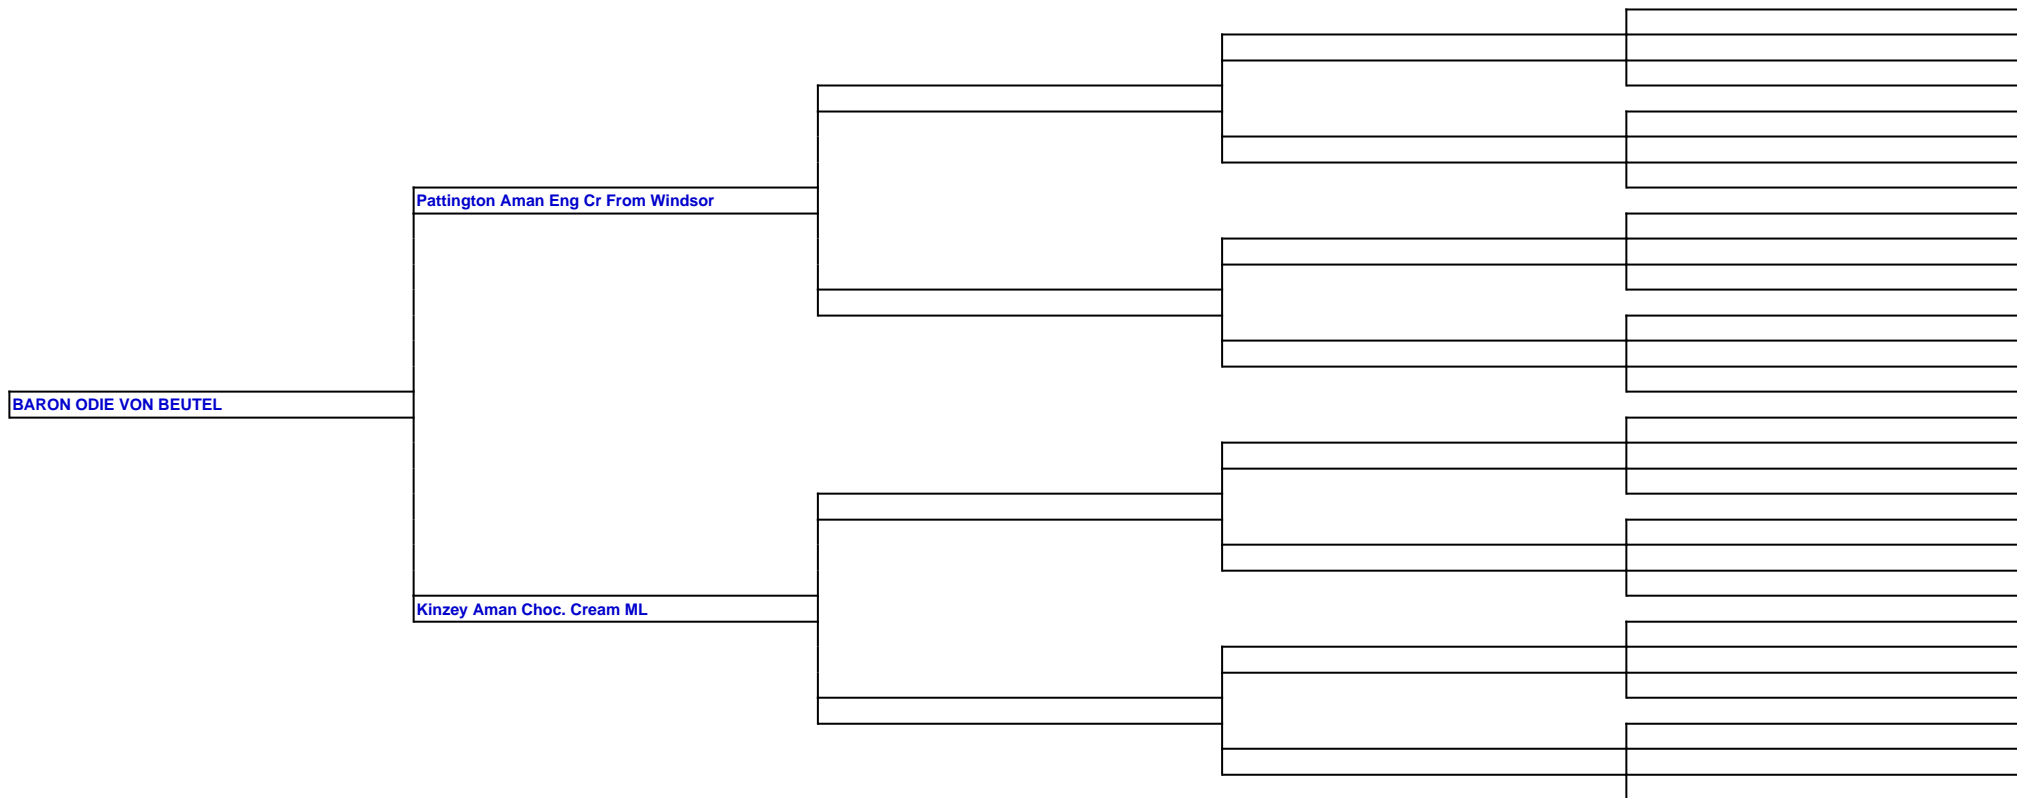 Pattington Aman Eng Cr From Windsor
BARON ODIE VON BEUTEL
Kinzey Aman Choc. Cream ML